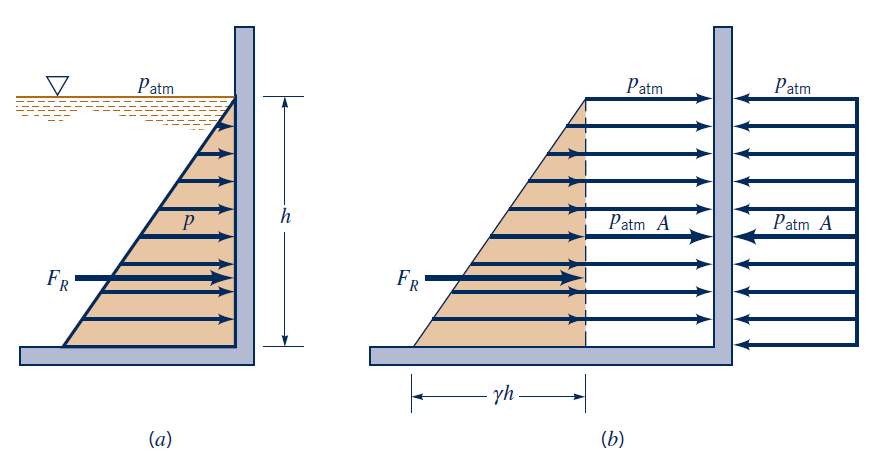 p_atm
p
h
F_R
(a)
p_atm
p_atm
p_atm A
p_atm A
F_R
γh
(b)